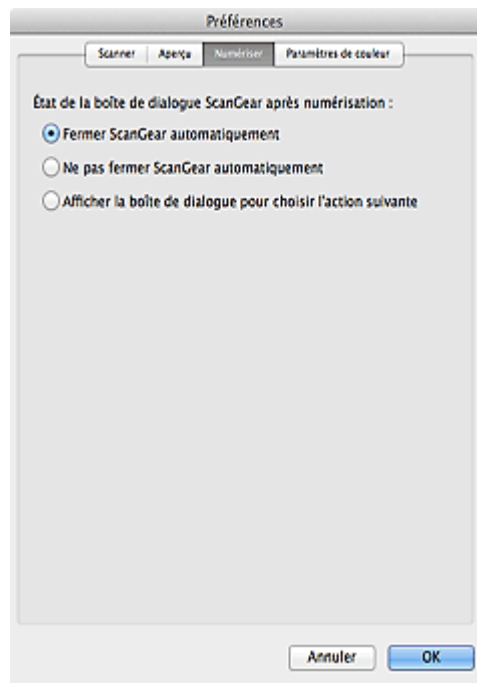 Préférences
Scanner Aperçu Numériser Paramètres de couleur
État de la boîte de dialogue ScanGear après numérisation :
Fermer ScanGear automatiquement
Ne pas fermer ScanGear automatiquement
Afficher la boîte de dialogue pour choisir l'action suivante
Annuler OK